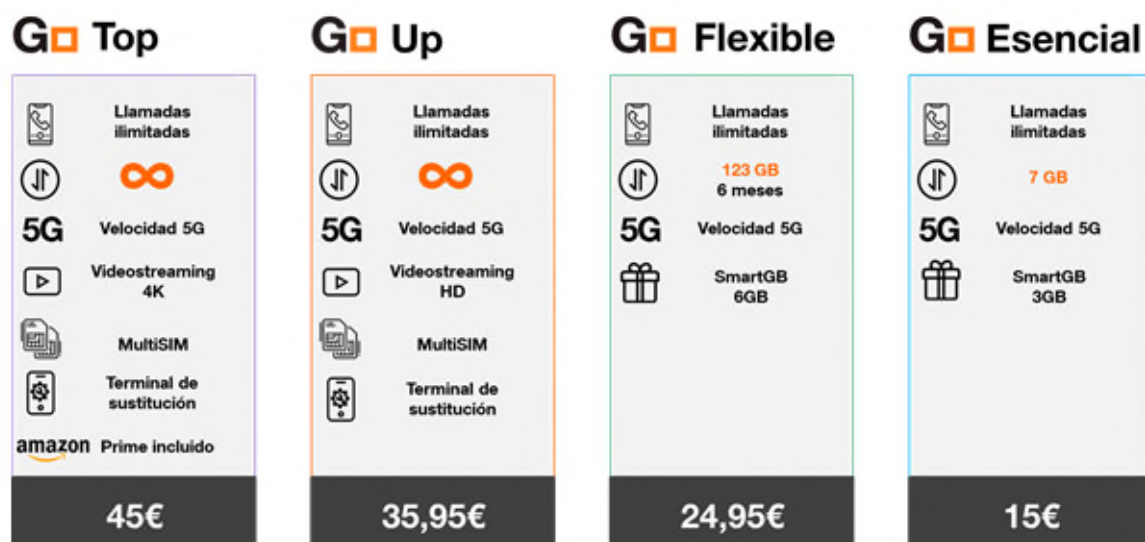 Go Top
Llamadas
ilimitadas
∞
5G Velocidad 5G
Videostreaming
4K
MultiSIM
Terminal de
sustitución
amazon Prime incluido
45€
Go Up
Llamadas
ilimitadas
∞
5G Velocidad 5G
Videostreaming
HD
MultiSIM
Terminal de
sustitución
35,95€
Go Flexible
Llamadas
ilimitadas
123 GB
6 meses
5G Velocidad 5G
SmartGB
6GB
24,95€
Go Esencial
Llamadas
ilimitadas
7 GB
5G Velocidad 5G
SmartGB
3GB
15€